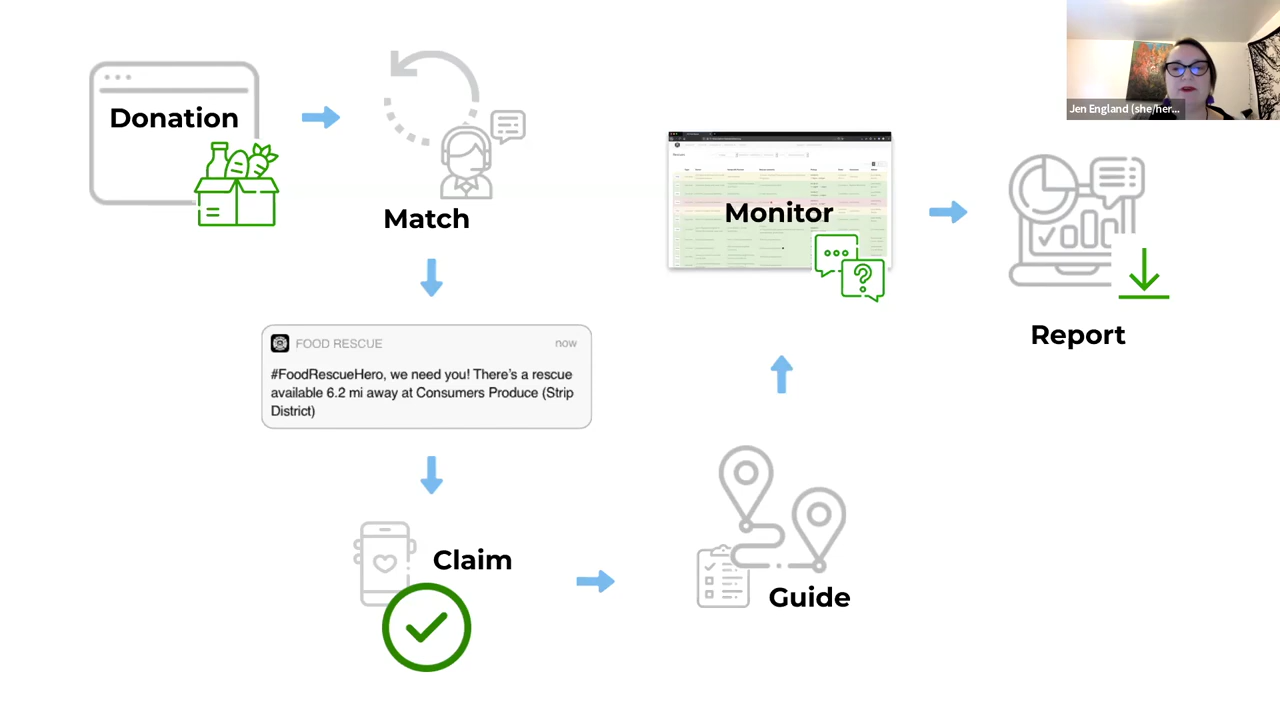 Jen England (she/her...
Donation
Match
FOOD RESCUE
now
#FoodRescueHero, we need you! There's a rescue
available 6.2 mi away at Consumers Produce (Strip
District)
Claim
Guide
Monitor
Report